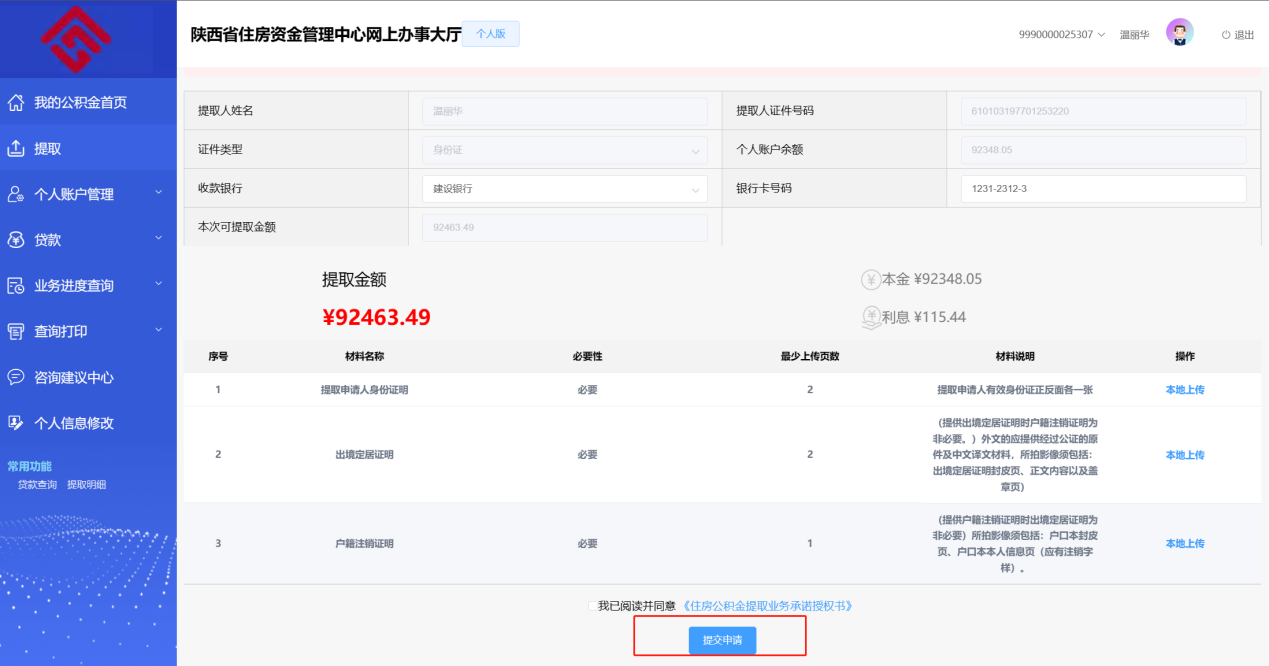 陕西省住房资金管理中心网上办事大厅 个人版
9990000025307 温丽华 退出
我的公积金首页
提取
个人账户管理
贷款
业务进度查询
查询打印
咨询建议中心
个人信息修改
常用功能
贷款查询 提取明细
提取人姓名 温丽华 提取人证件号码 610103197701253220
证件类型 身份证 个人账户余额 92348.05
收款银行 建设银行 银行卡号码 1231-2312-3
本次可提取金额 92463.49
提取金额 本金 ¥92348.05
¥92463.49 利息 ¥115.44
序号 材料名称 必要性 最少上传页数 材料说明 操作
1 提取申请人身份证明 必要 2 提取申请人有效身份证正反面各一张 本地上传
2 出境定居证明 必要 2 （提供出境定居证明时户籍注销证明为
非必要。）外文的应提供经过公证的原
件及中文译文材料，所拍影像须包括：
出境定居证明封皮页、正文内容以及盖
章页） 本地上传
3 户籍注销证明 必要 1 （提供户籍注销证明时出境定居证明为
非必要）所拍影像须包括：户口本封皮
页、户口本本人信息页（应有注销字
样）。 本地上传
我已阅读并同意 《住房公积金提取业务承诺授权书》
提交申请